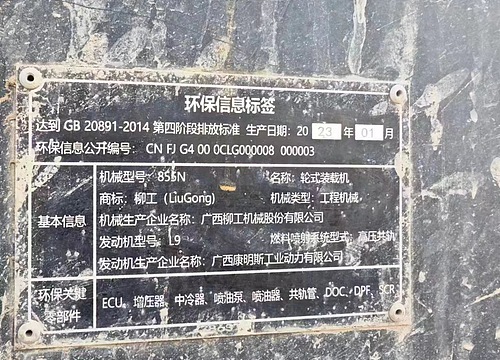 环保信息标签
达到 GB 20891-2014 第四阶段排放标准 生产日期: 20 23 年 01 月
环保信息公开编号: CN FJ G4 00 0CLG000008 000003
基本信息
机械型号: 855N 名称: 轮式装载机
商标: 柳工 (LiuGong) 机械类型: 工程机械
机械生产企业名称: 广西柳工机械股份有限公司
发动机型号: L9 燃料喷射系统型式: 高压共轨
发动机生产企业名称: 广西康明斯工业动力有限公司
环保关键
零部件
ECU、增压器、中冷器、喷油泵、喷油器、共轨管、DOC、DPF、SCR